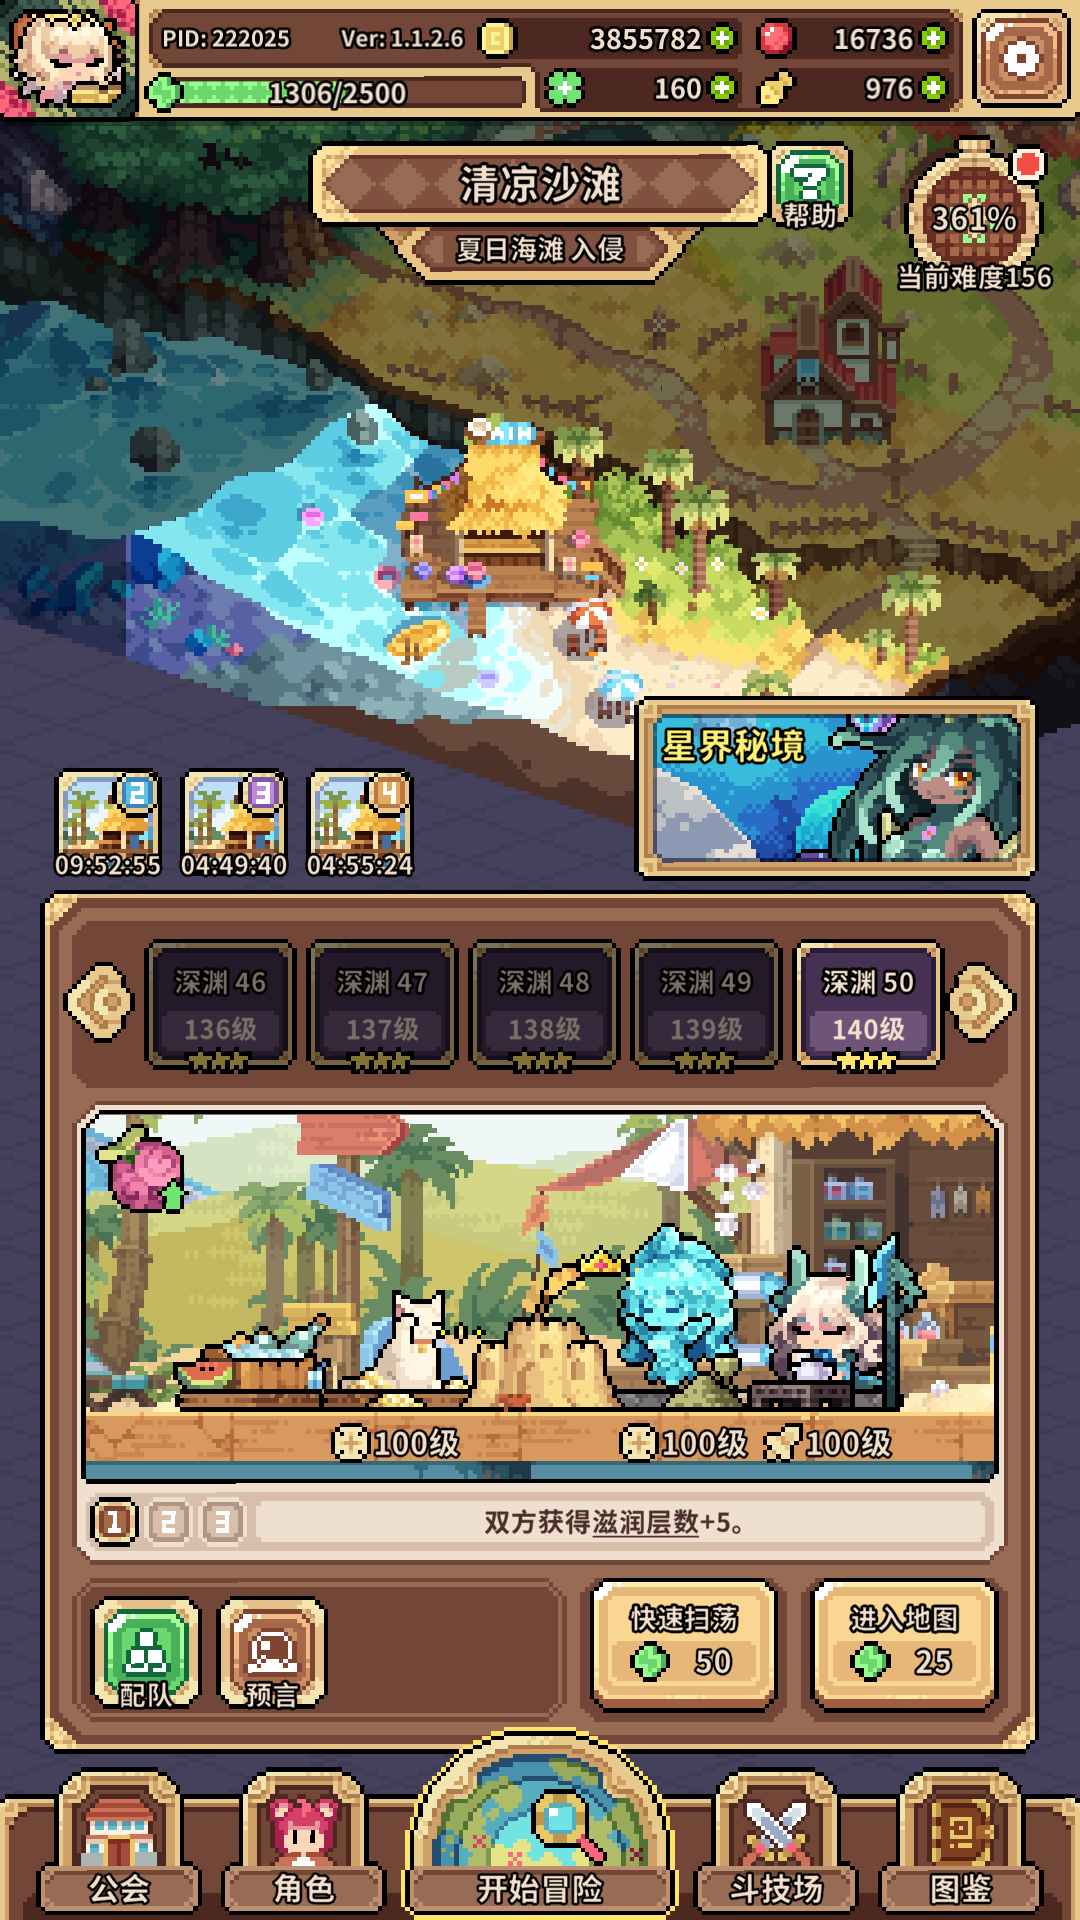 PID: 222025 Ver: 1.1.2.6 3855782 16736
1306/2500 160 976
清凉沙滩
帮助
夏日海滩 入侵
361%
当前难度156
星界秘境
2 3 4
09:52:55 04:49:40 04:55:24
深渊 46 深渊 47 深渊 48 深渊 49 深渊 50
136级 137级 138级 139级 140级
100级 100级 100级
1 2 3 双方获得滋润层数+5。
快速扫荡 进入地图
50 25
配队 预言
公会 角色 开始冒险 斗技场 图鉴